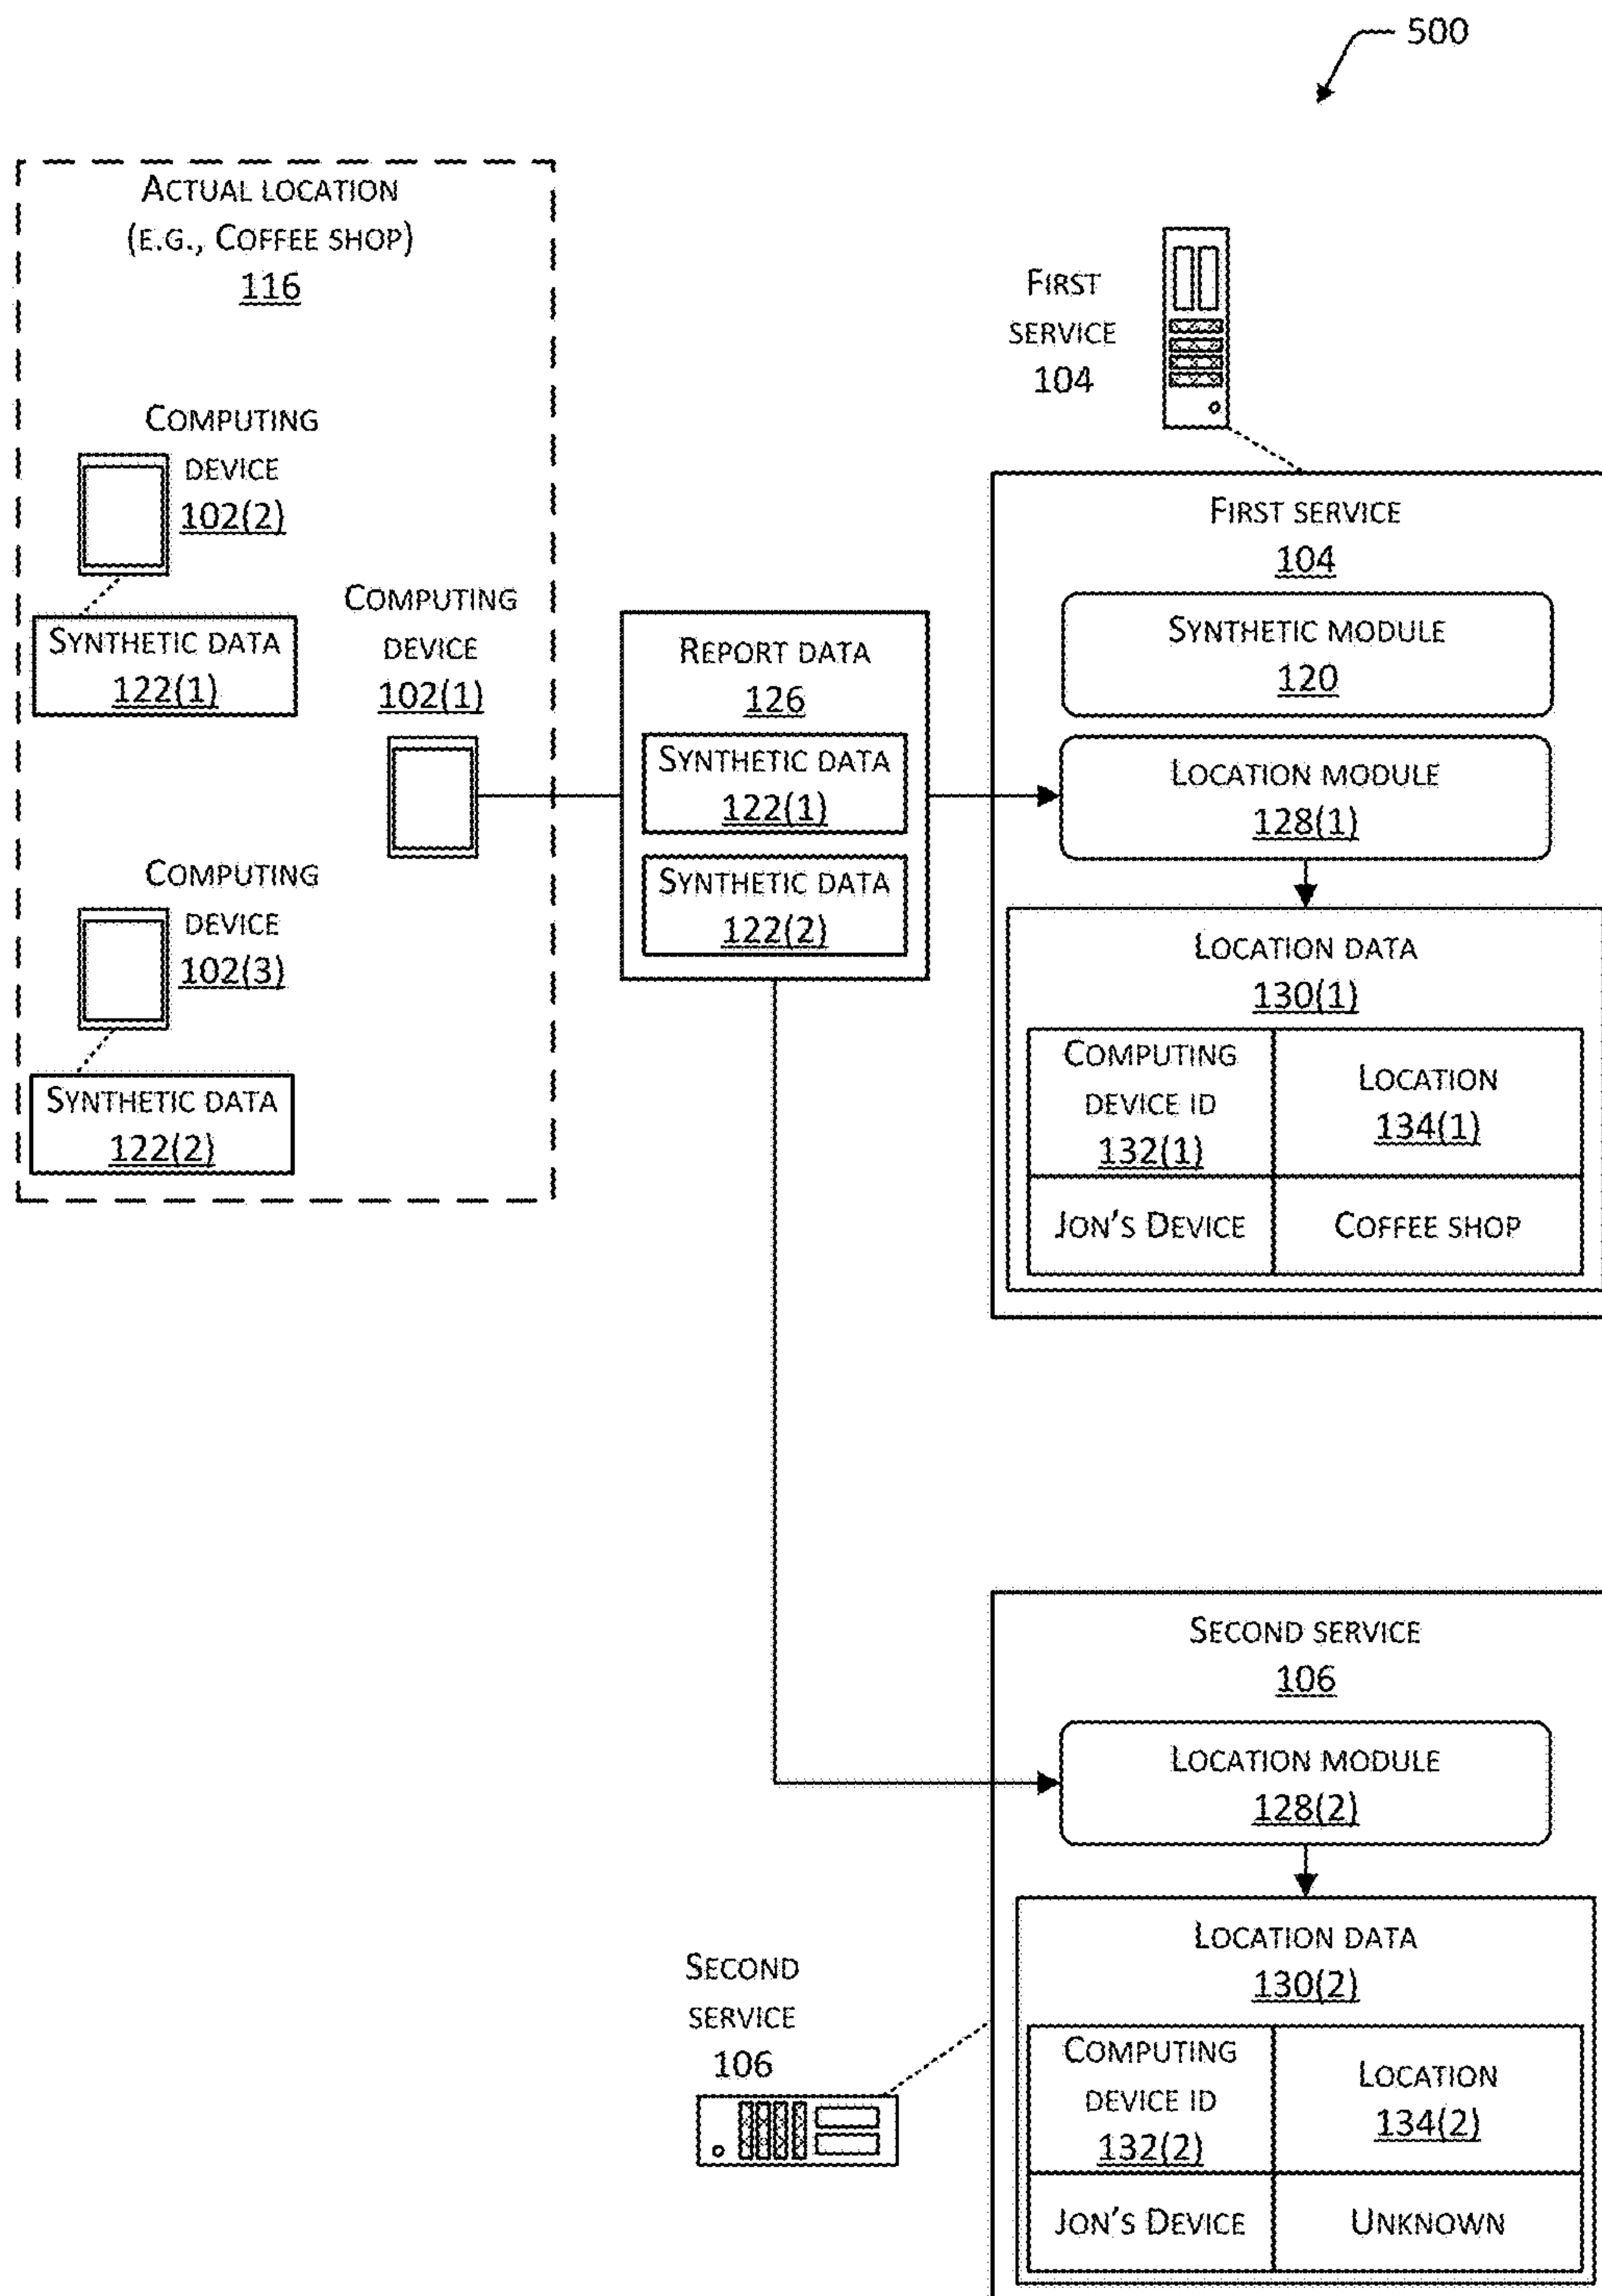 500
ACTUAL LOCATION
(E.G., COFFEE SHOP)
116
COMPUTING
DEVICE
102(2)
SYNTHETIC DATA
122(1)
COMPUTING
DEVICE
102(1)
COMPUTING
DEVICE
102(3)
SYNTHETIC DATA
122(2)
REPORT DATA
126
SYNTHETIC DATA
122(1)
SYNTHETIC DATA
122(2)
FIRST
SERVICE
104
FIRST SERVICE
104
SYNTHETIC MODULE
120
LOCATION MODULE
128(1)
LOCATION DATA
130(1)
COMPUTING
DEVICE ID
132(1)
LOCATION
134(1)
JON'S DEVICE
COFFEE SHOP
SECOND SERVICE
106
LOCATION MODULE
128(2)
SECOND
SERVICE
106
LOCATION DATA
130(2)
COMPUTING
DEVICE ID
132(2)
LOCATION
134(2)
JON'S DEVICE
UNKNOWN